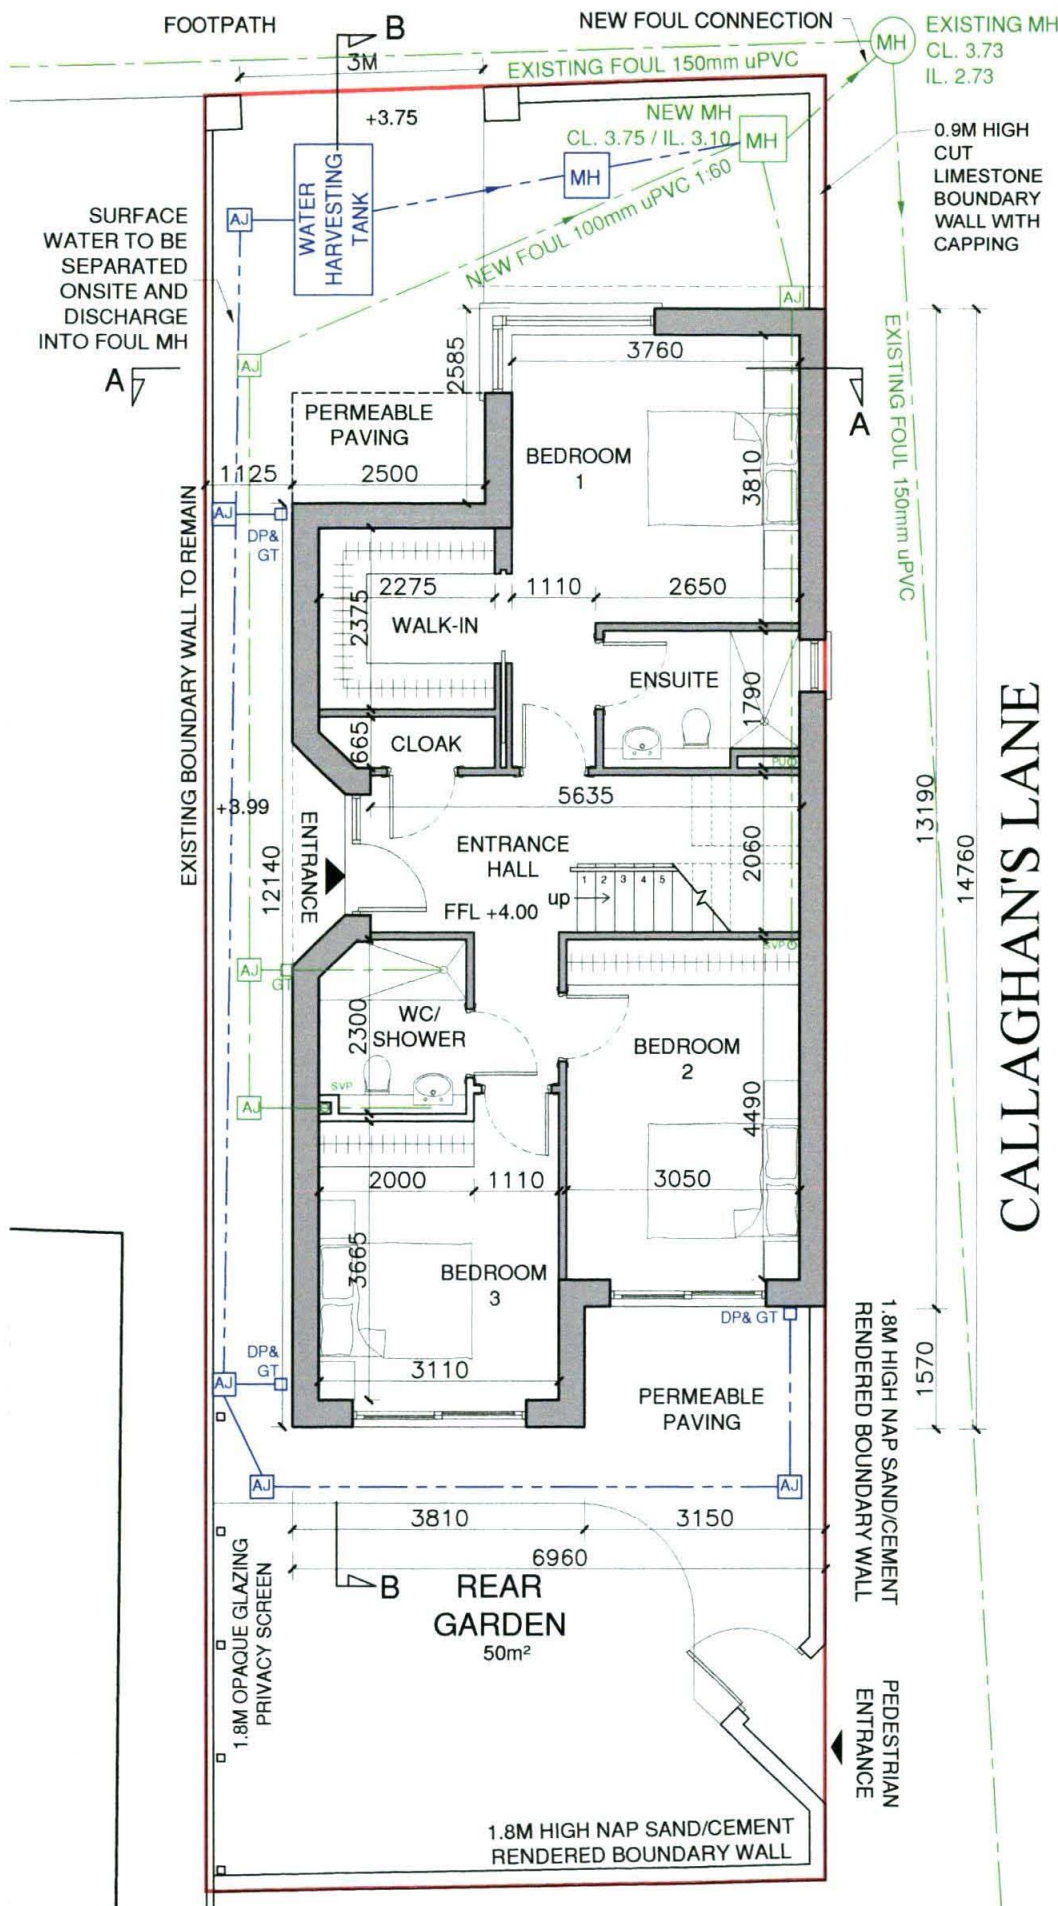 FOOTPATH
B
3M
NEW FOUL CONNECTION
MH
EXISTING MH
CL. 3.73
IL. 2.73
EXISTING FOUL 150mm uPVC
+3.75
NEW MH
CL. 3.75 / IL. 3.10
MH
MH
0.9M HIGH
CUT
LIMESTONE
BOUNDARY
WALL WITH
CAPPING
WATER
HARVESTING
TANK
NEW FOUL 100mm uPVC 1:60
AJ
SURFACE
WATER TO BE
SEPARATED
ONSITE AND
DISCHARGE
INTO FOUL MH
AJ
AJ
A
A
EXISTING FOUL 150mm uPVC
2585
3760
PERMEABLE
PAVING
BEDROOM
1
3810
1125
2500
AJ
DP&
GT
EXISTING BOUNDARY WALL TO REMAIN
2275
1110
2650
2375
WALK-IN
ENSUITE
1790
665
CLOAK
PUO
5635
+3.99
12140
ENTRANCE
ENTRANCE
HALL
2060
1 2 3 4 5
up
FFL +4.00
13190
14760
CALLAGHAN'S LANE
SVP
AJ
GT
2300
WC/
SHOWER
BEDROOM
2
SVP
AJ
4490
2000
1110
3050
3665
BEDROOM
3
3110
DP& GT
DP&
GT
AJ
PERMEABLE
PAVING
1570
1.8M HIGH NAP SAND/CEMENT
RENDERED BOUNDARY WALL
AJ
AJ
3810
3150
6960
B
REAR
GARDEN
50m²
1.8M OPAQUE GLAZING
PRIVACY SCREEN
PEDESTRIAN
ENTRANCE
1.8M HIGH NAP SAND/CEMENT
RENDERED BOUNDARY WALL